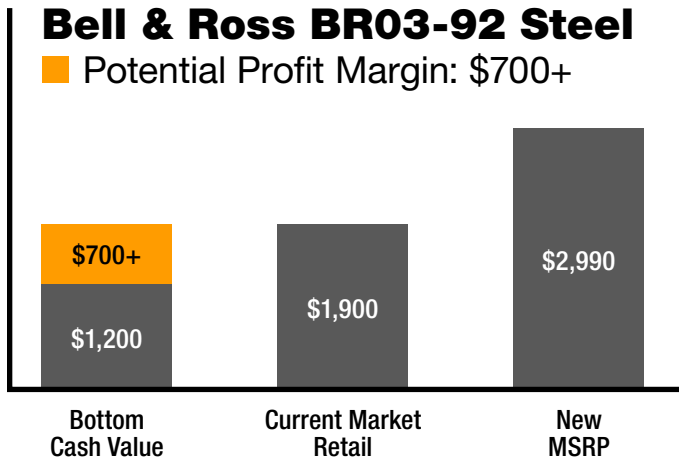 Bell & Ross BR03-92 Steel
Potential Profit Margin: $700+
$700+
$1,200
$1,900
$2,990
Bottom
Cash Value
Current Market
Retail
New
MSRP